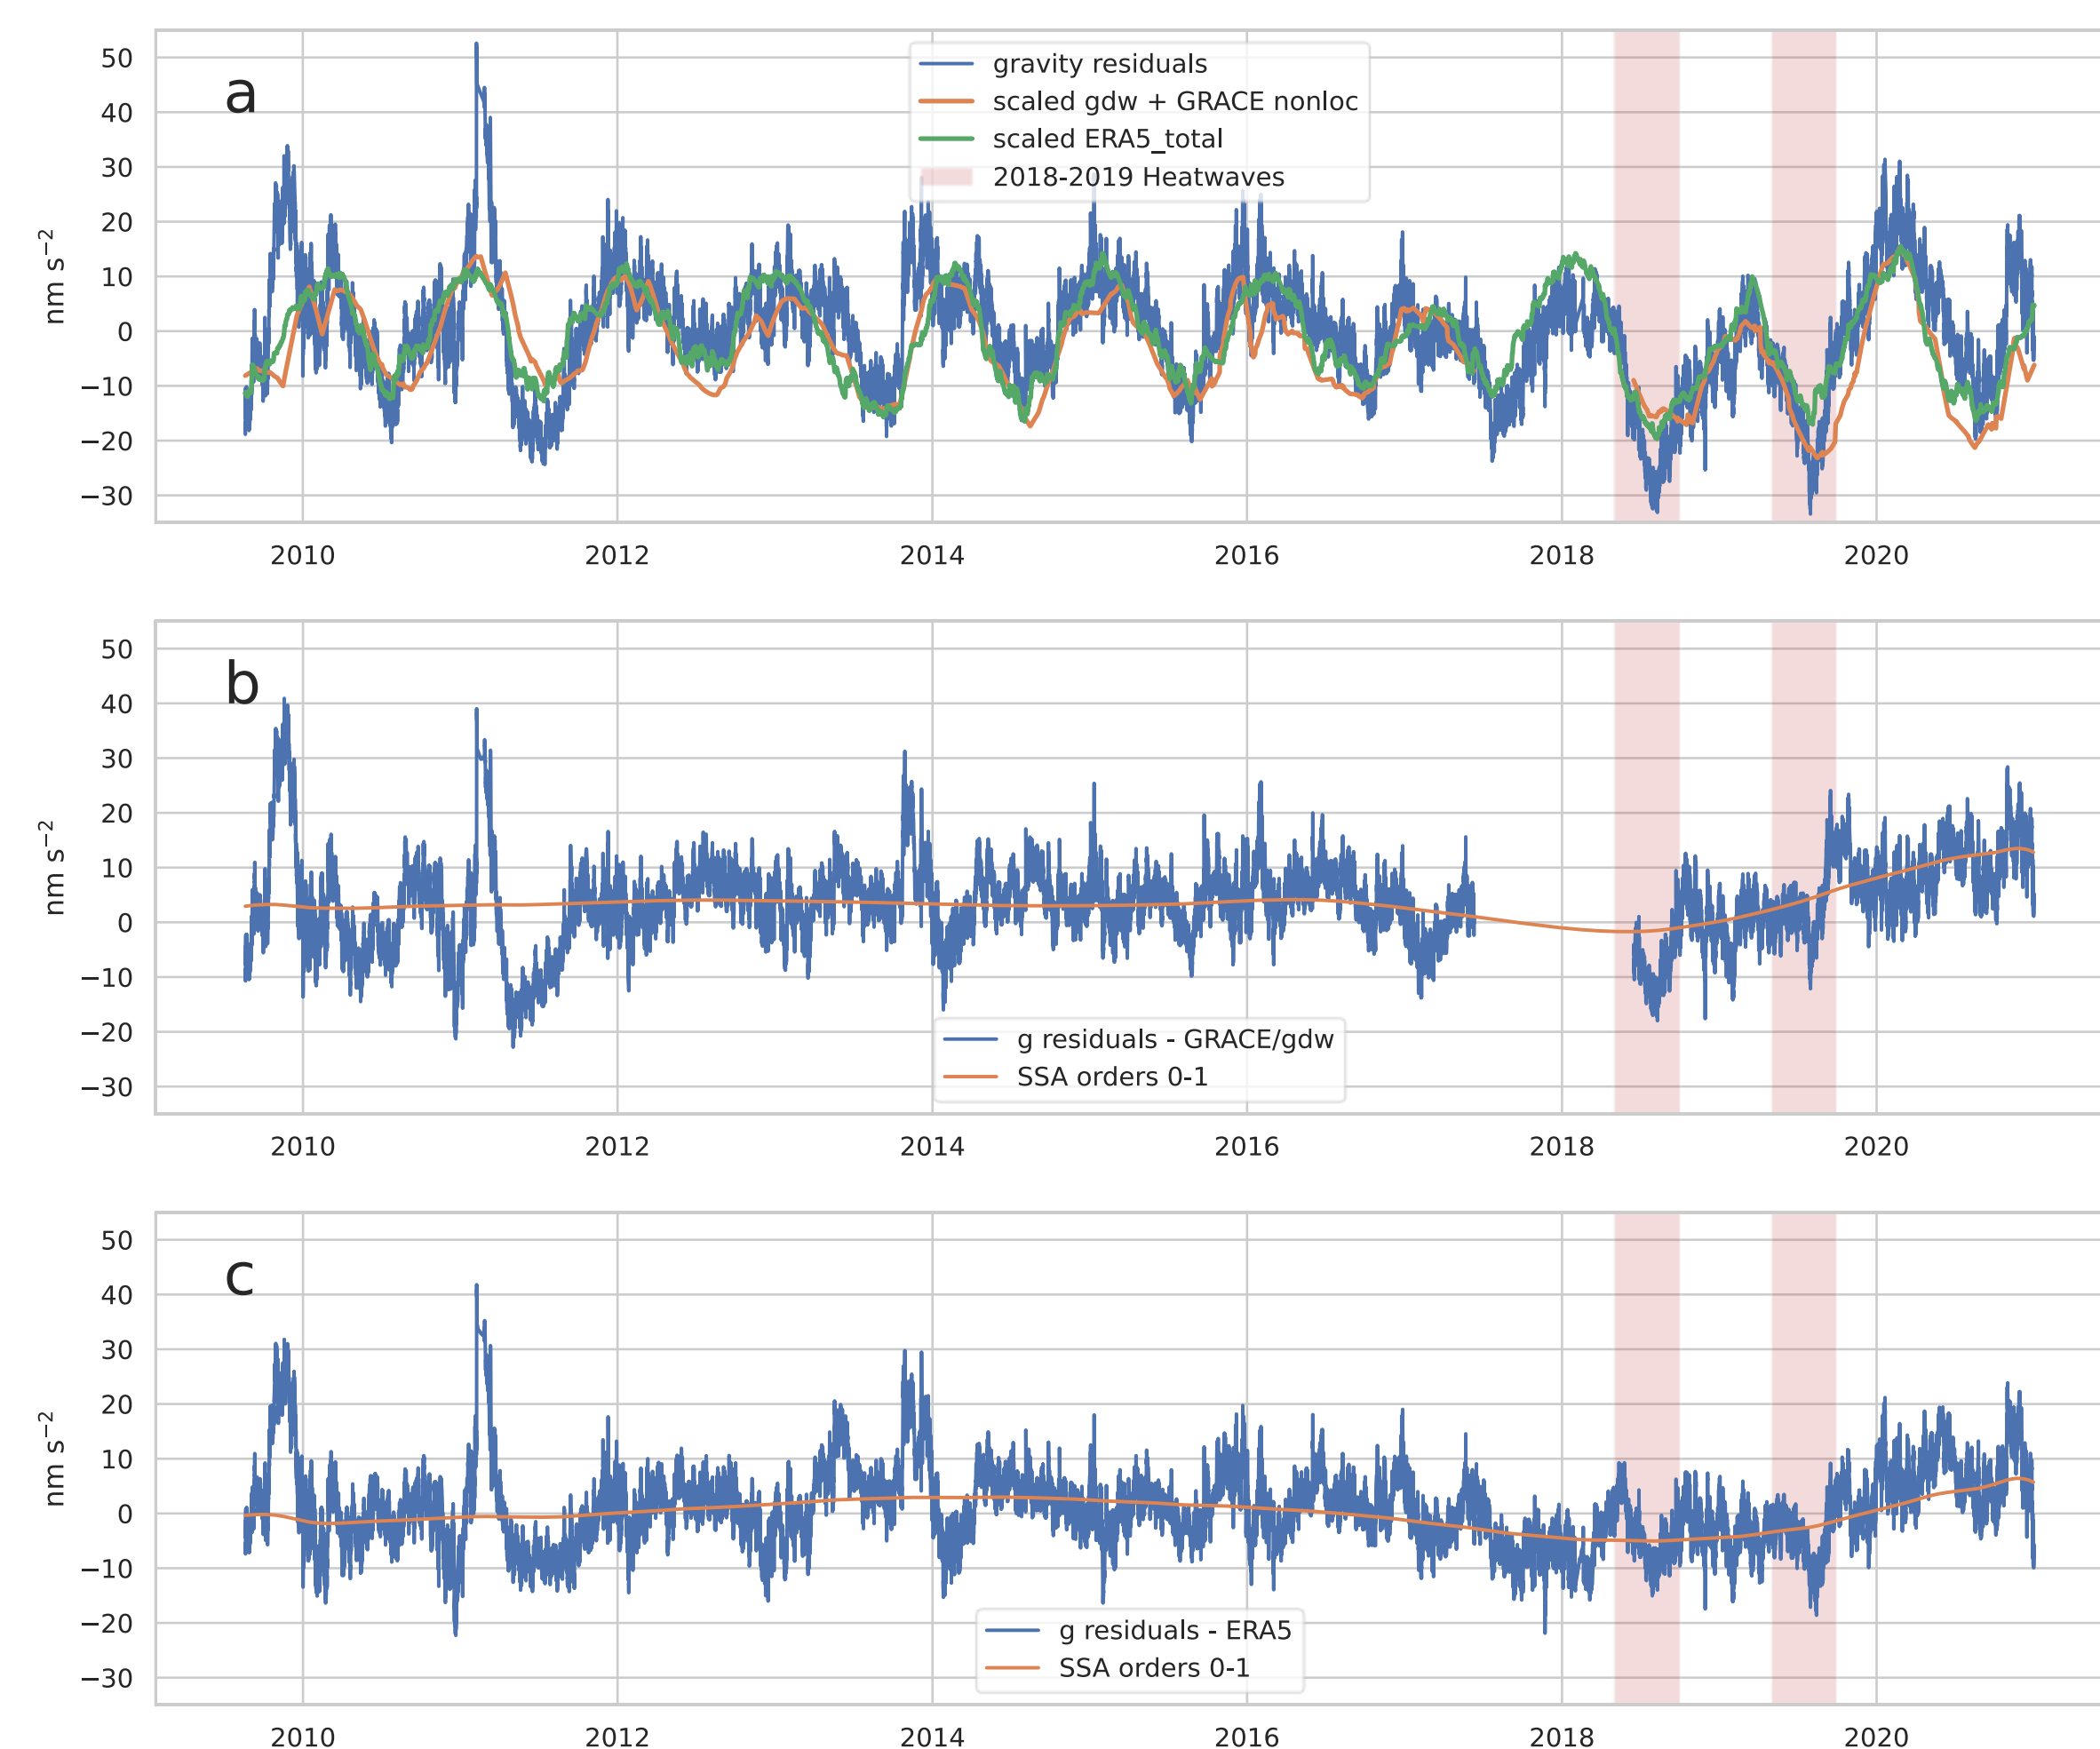 a
50
40
30
20
10
0
−10
−20
−30
nm s⁻²
gravity residuals
scaled gdw + GRACE nonloc
scaled ERA5_total
2018-2019 Heatwaves
2010 2012 2014 2016 2018 2020
b
50
40
30
20
10
0
−10
−20
−30
nm s⁻²
g residuals - GRACE/gdw
SSA orders 0-1
2010 2012 2014 2016 2018 2020
c
50
40
30
20
10
0
−10
−20
−30
nm s⁻²
g residuals - ERA5
SSA orders 0-1
2010 2012 2014 2016 2018 2020